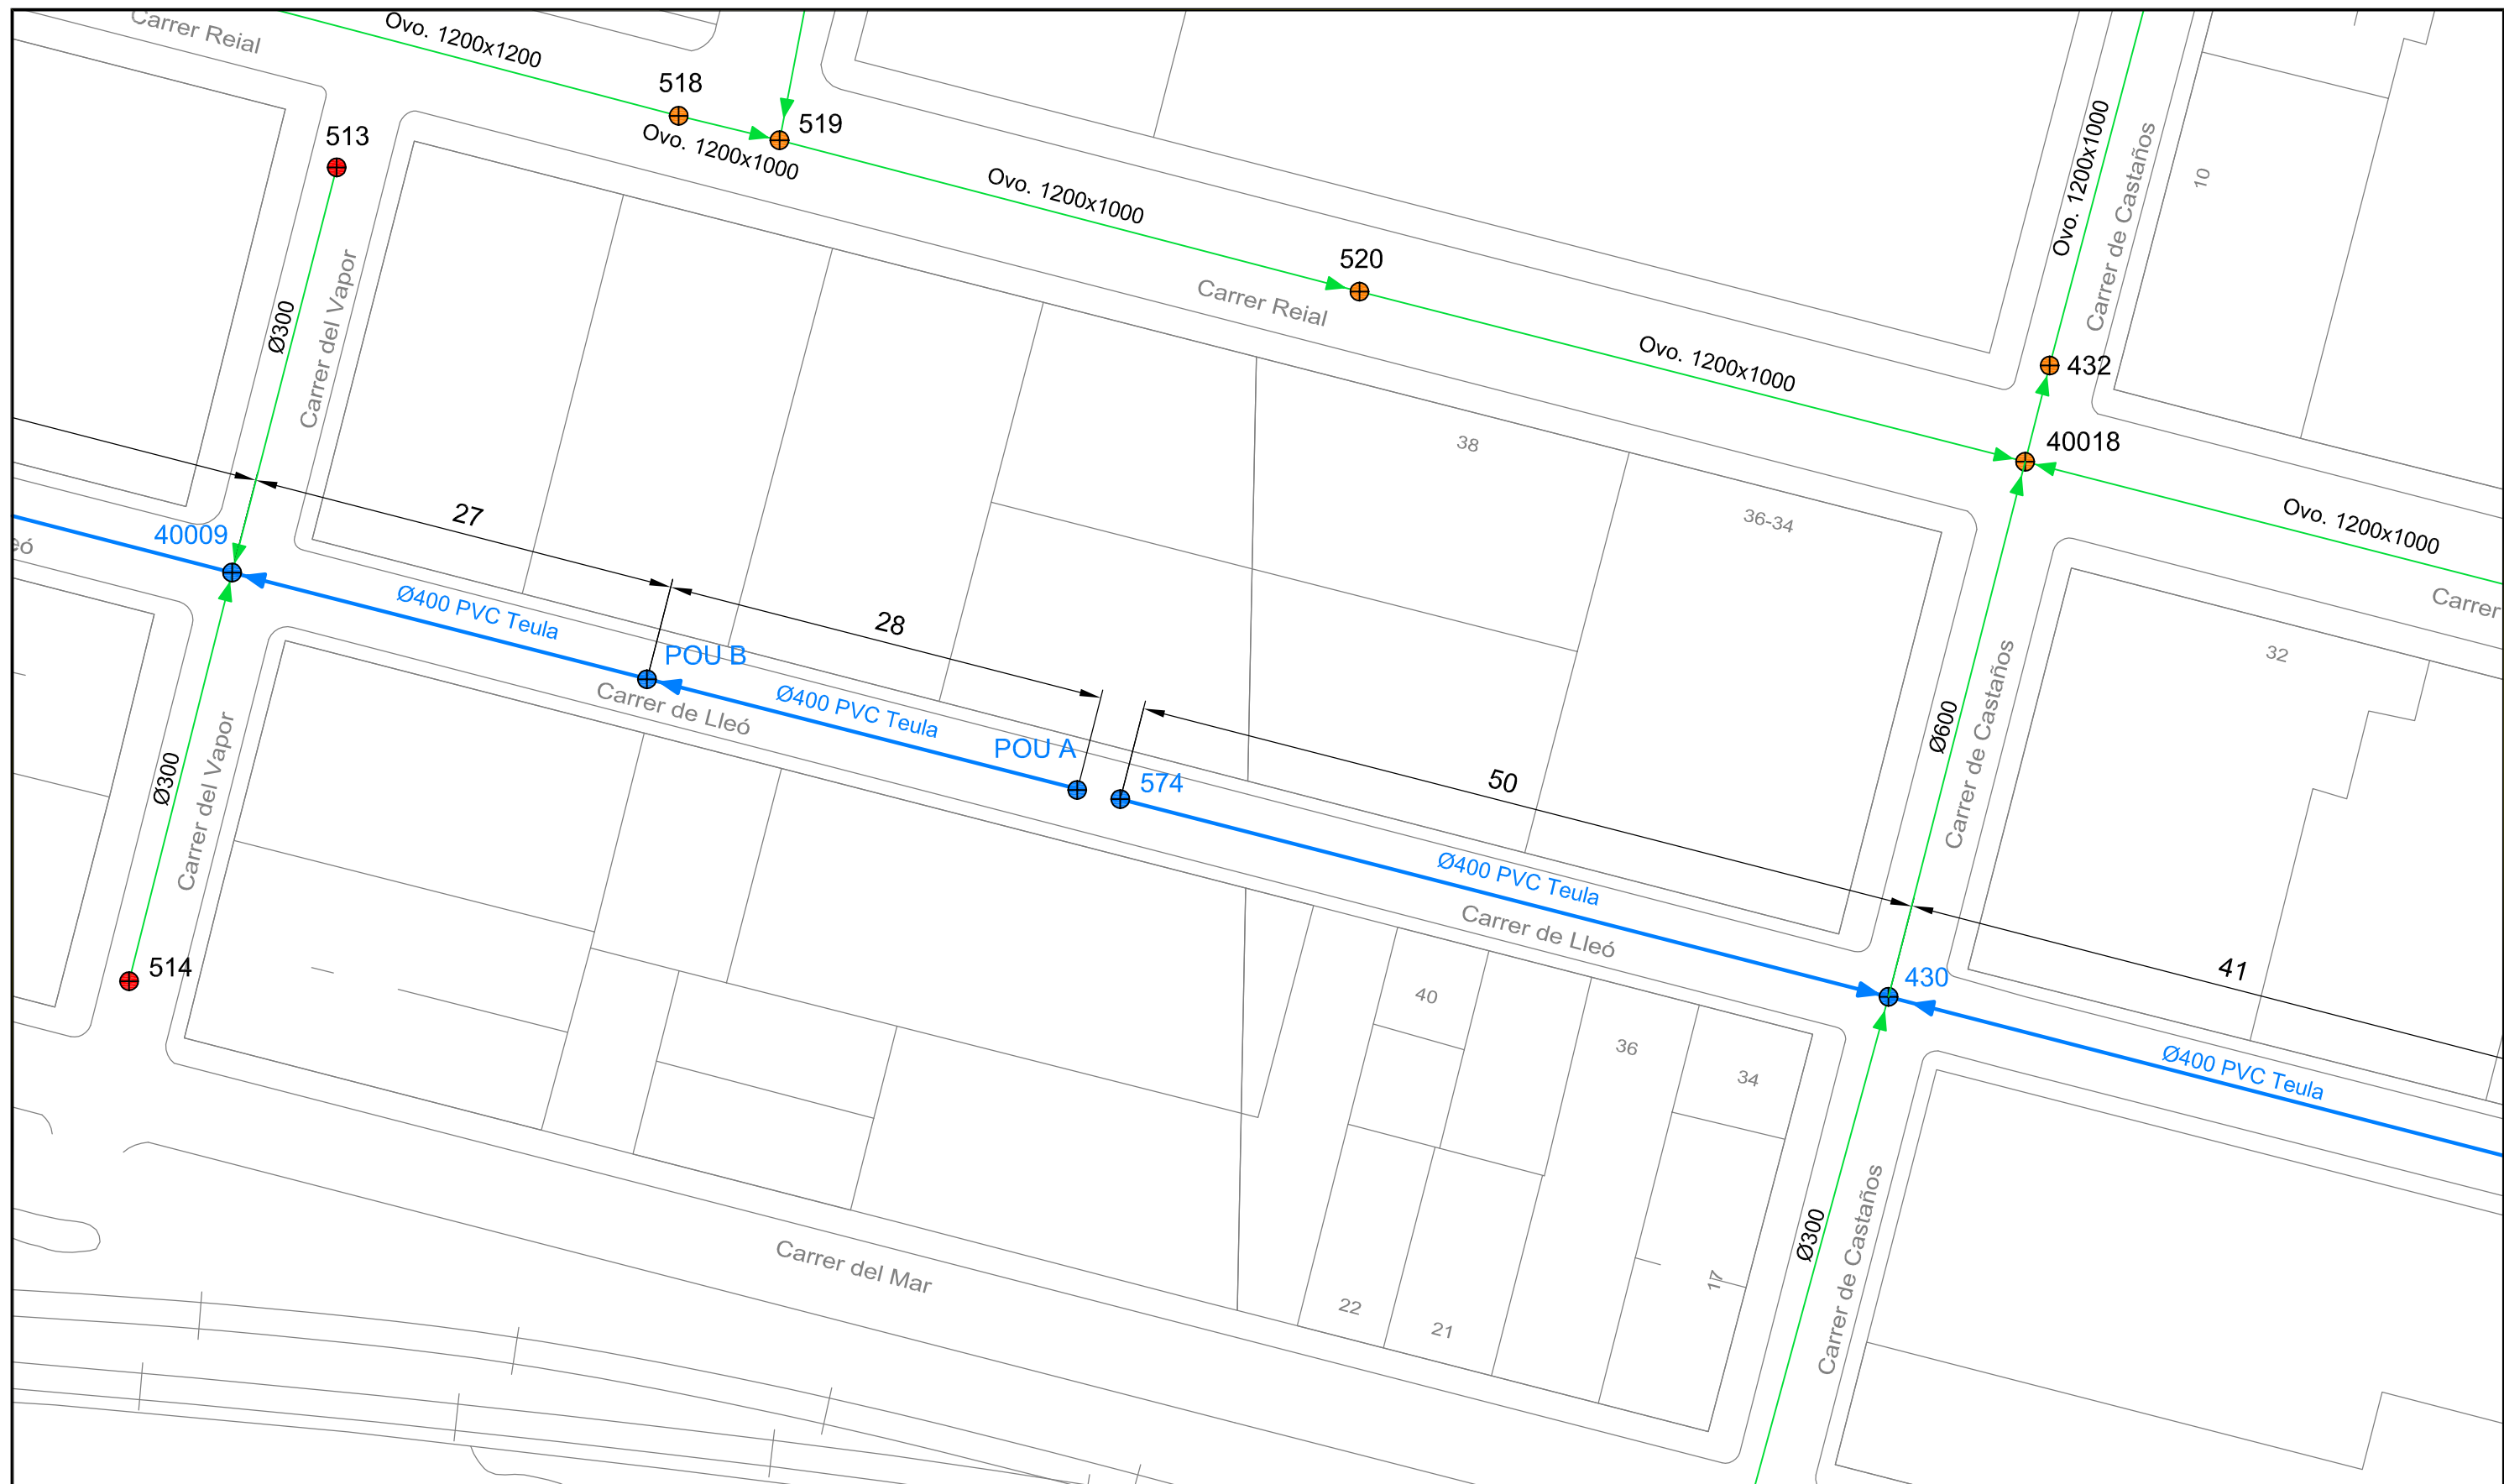 Carrer Reial
Ovo. 1200x1200
518
519
513
Ovo. 1200x1000
Ovo. 1200x1000
Ovo. 1200x1000
Carrer de Castaños
10
520
Carrer Reial
Ø300
Carrer del Vapor
Ovo. 1200x1000
432
40018
38
36-34
Ovo. 1200x1000
27
40009
eó
Ø400 PVC Teula
28
Carrer
32
POU B
Carrer de Lleó
Ø400 PVC Teula
POU A
574
50
Ø600
Carrer de Castaños
Ø300
Carrer del Vapor
Ø400 PVC Teula
Carrer de Lleó
514
430
41
40
36
34
Ø400 PVC Teula
Carrer del Mar
Ø300
Carrer de Castaños
22
21
17